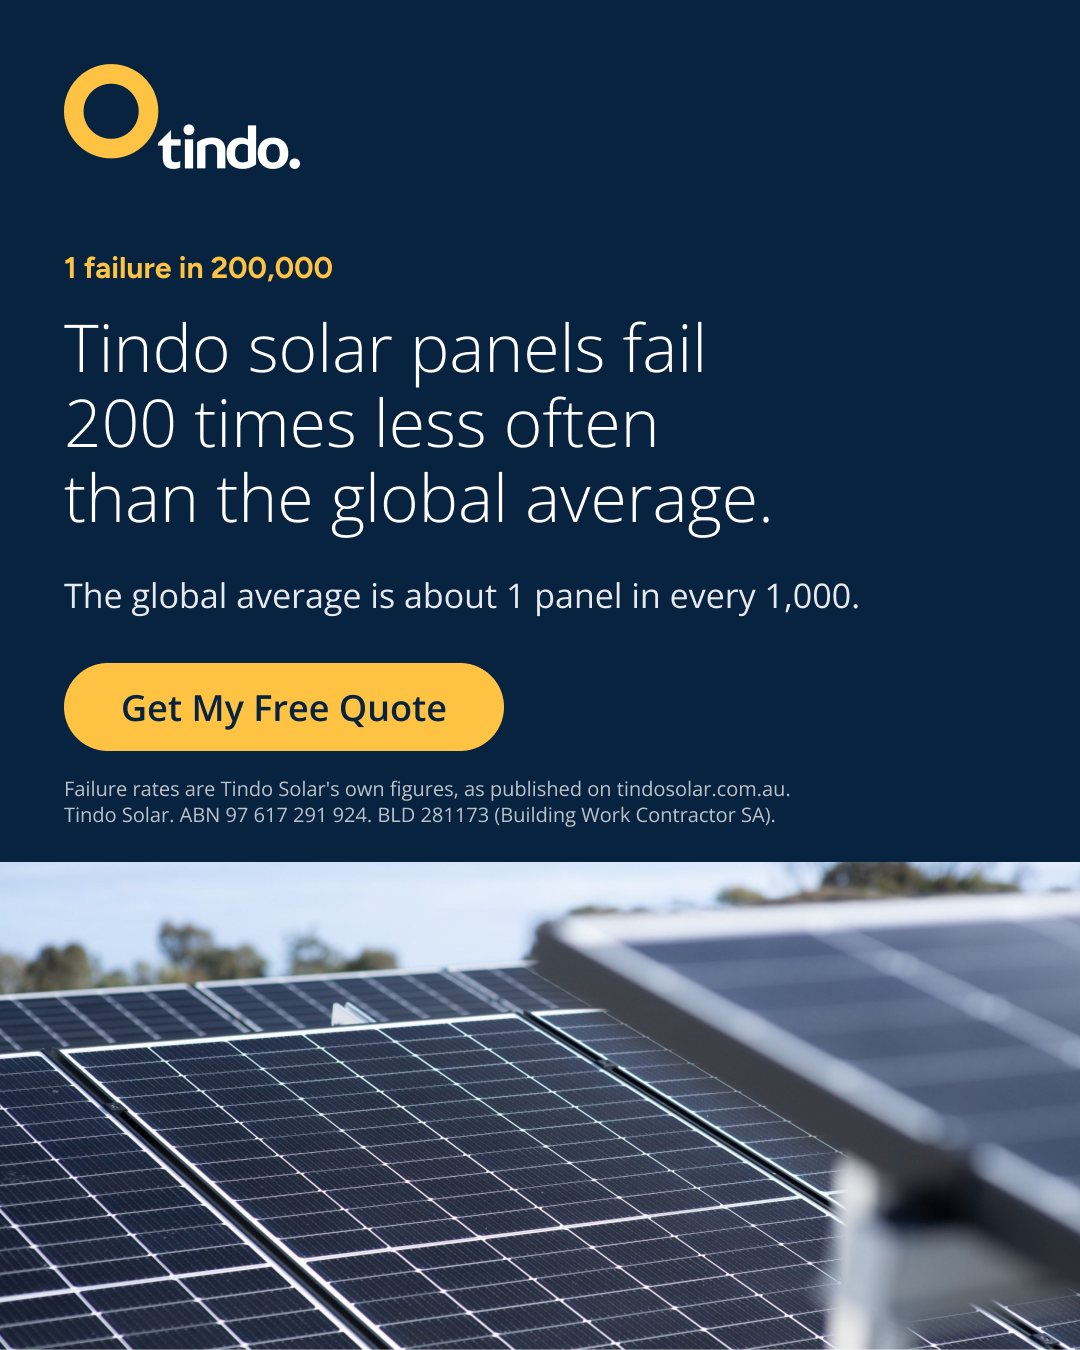 tindo.
1 failure in 200,000
Tindo solar panels fail
200 times less often
than the global average.
The global average is about 1 panel in every 1,000.
Get My Free Quote
Failure rates are Tindo Solar's own figures, as published on tindosolar.com.au.
Tindo Solar. ABN 97 617 291 924. BLD 281173 (Building Work Contractor SA).